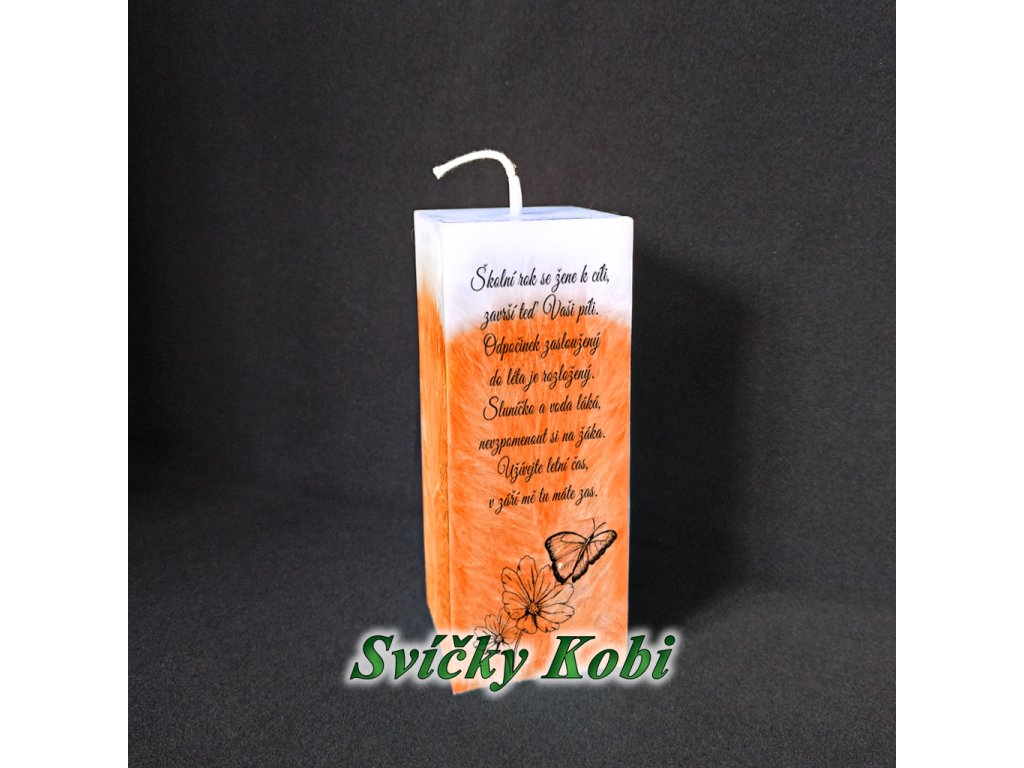 Školní rok se žene k cíli,
završí teď Vaši píli.
Odpočinek zasloužený
do léta je rozložený.
Sluníčko a voda láká,
nevzpomenout si na žáka.
Užívejte letní čas,
v září mě tu máte zas.
Svíčky Kobi